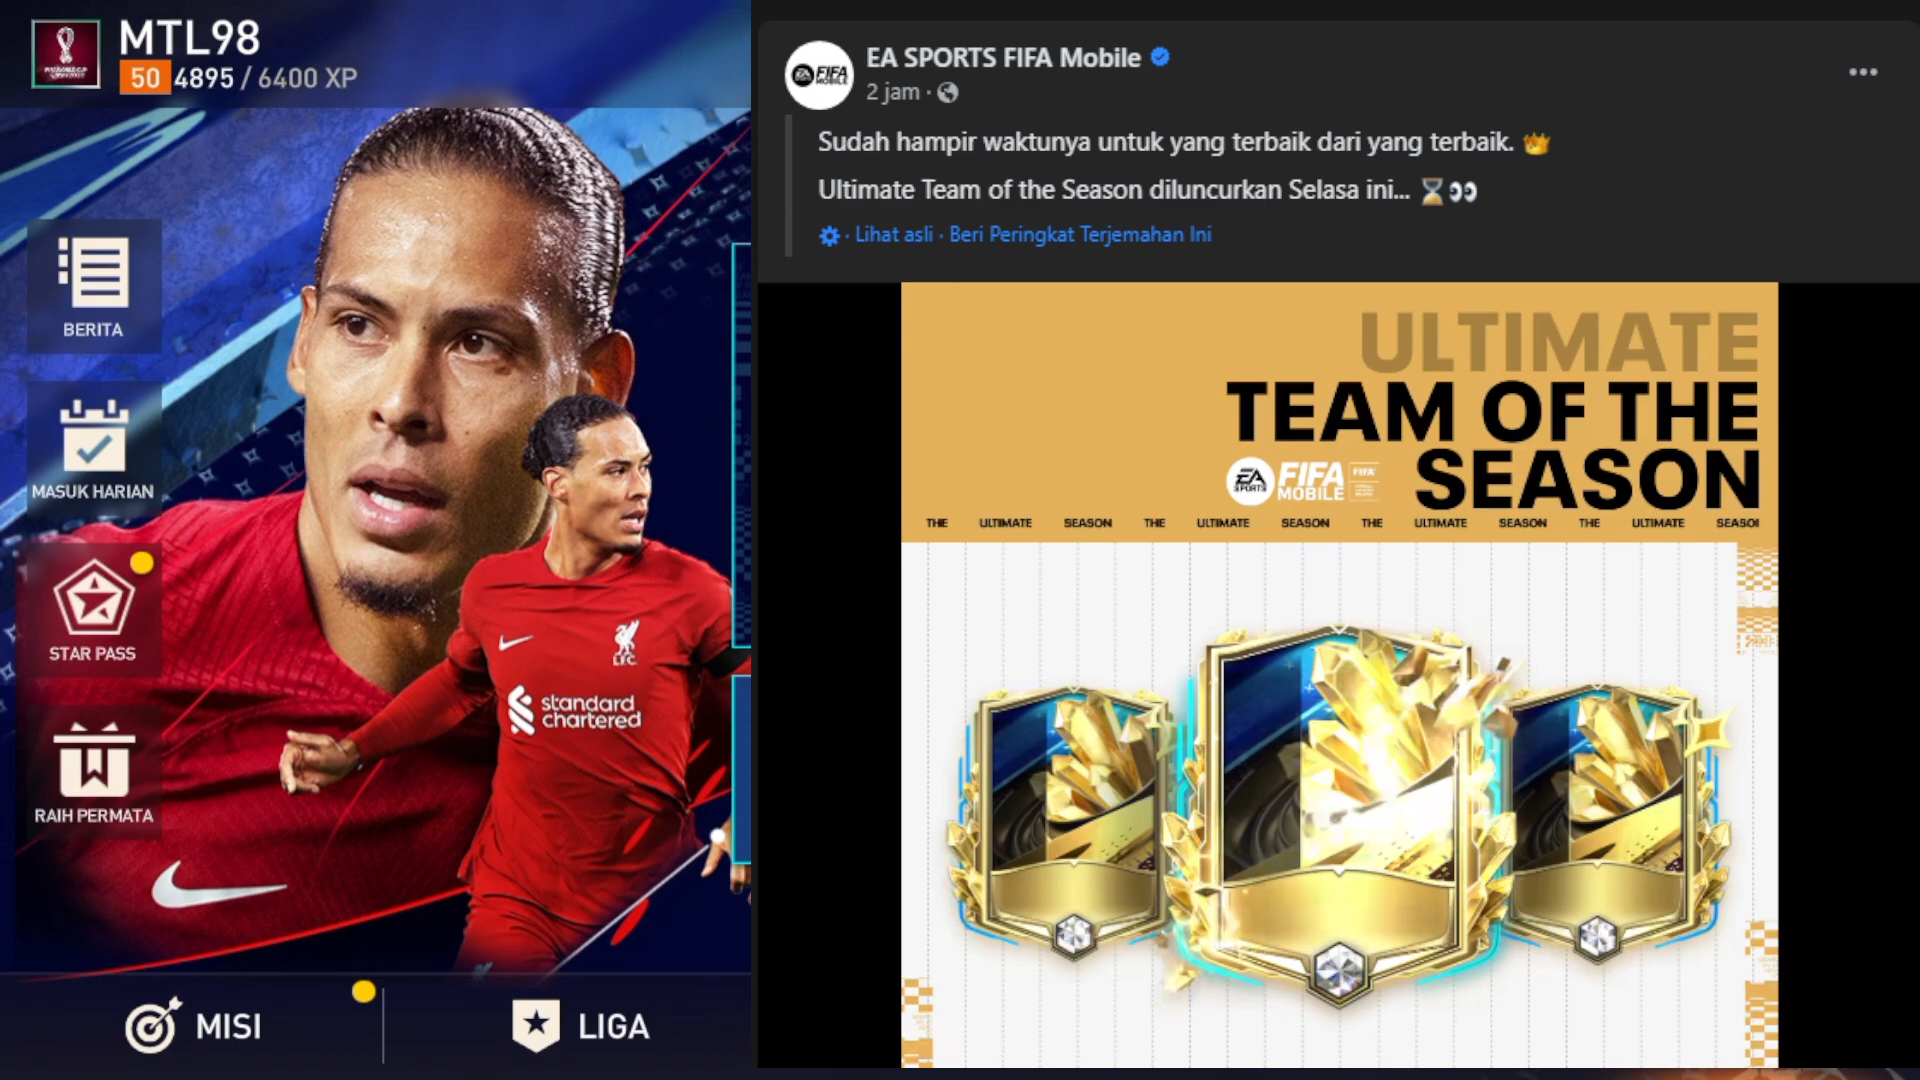 MTL98
50 4895 / 6400 XP
BERITA
MASUK HARIAN
STAR PASS
RAIH PERMATA
standard
chartered
L.F.C.
MISI
LIGA
EA SPORTS FIFA Mobile
2 jam ·
Sudah hampir waktunya untuk yang terbaik dari yang terbaik.
Ultimate Team of the Season diluncurkan Selasa ini...
· Lihat asli · Beri Peringkat Terjemahan Ini
ULTIMATE
TEAM OF THE
SEASON
EA SPORTS FIFA MOBILE FIFA
THE ULTIMATE SEASON THE ULTIMATE SEASON THE ULTIMATE SEASON THE ULTIMATE SEASO